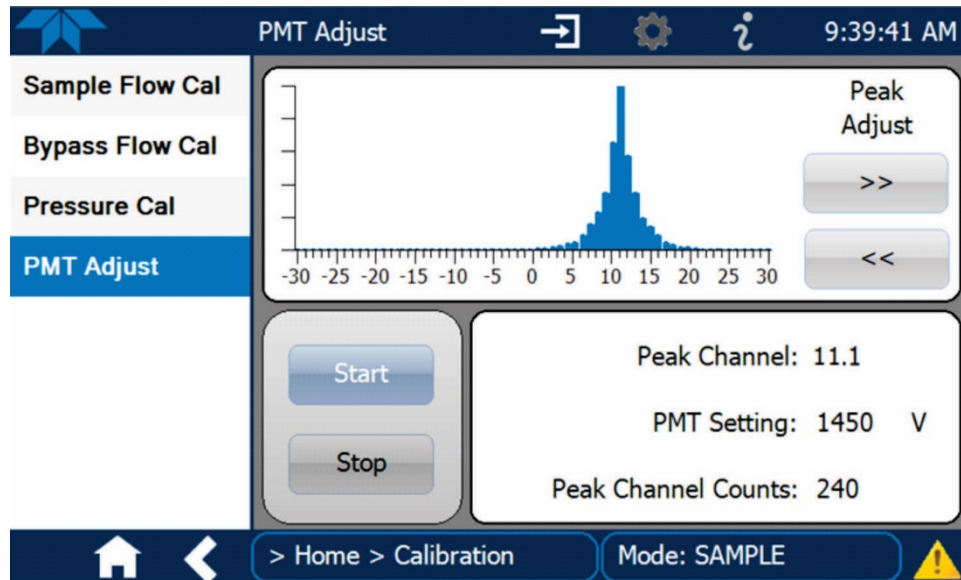 PMT Adjust
9:39:41 AM
Sample Flow Cal
Bypass Flow Cal
Pressure Cal
PMT Adjust
Peak
Adjust
>>
<<
-30 -25 -20 -15 -10 -5 0 5 10 15 20 25 30
Start
Stop
Peak Channel: 11.1
PMT Setting: 1450 V
Peak Channel Counts: 240
> Home > Calibration
Mode: SAMPLE